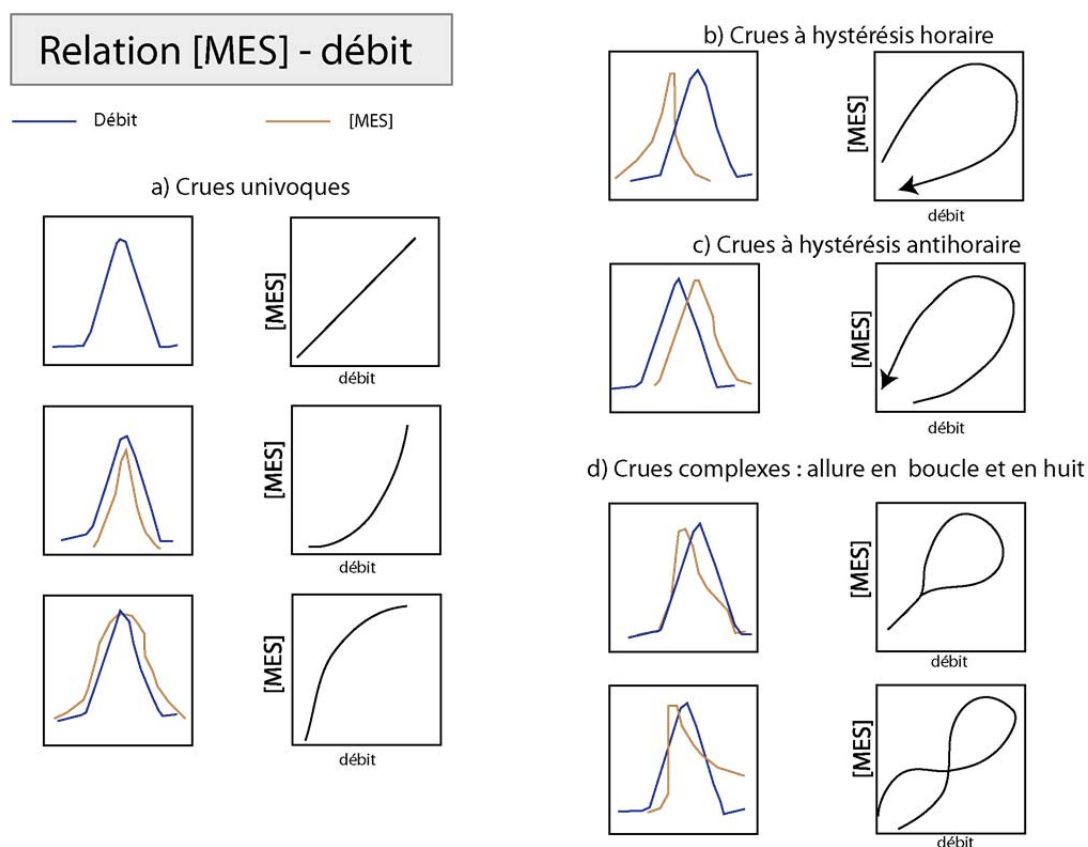 Relation [MES] - débit
Débit
[MES]
a) Crues univoques
[MES]
débit
[MES]
débit
[MES]
débit
b) Crues à hystérésis horaire
[MES]
débit
c) Crues à hystérésis antihoraire
[MES]
débit
d) Crues complexes : allure en boucle et en huit
[MES]
débit
[MES]
débit